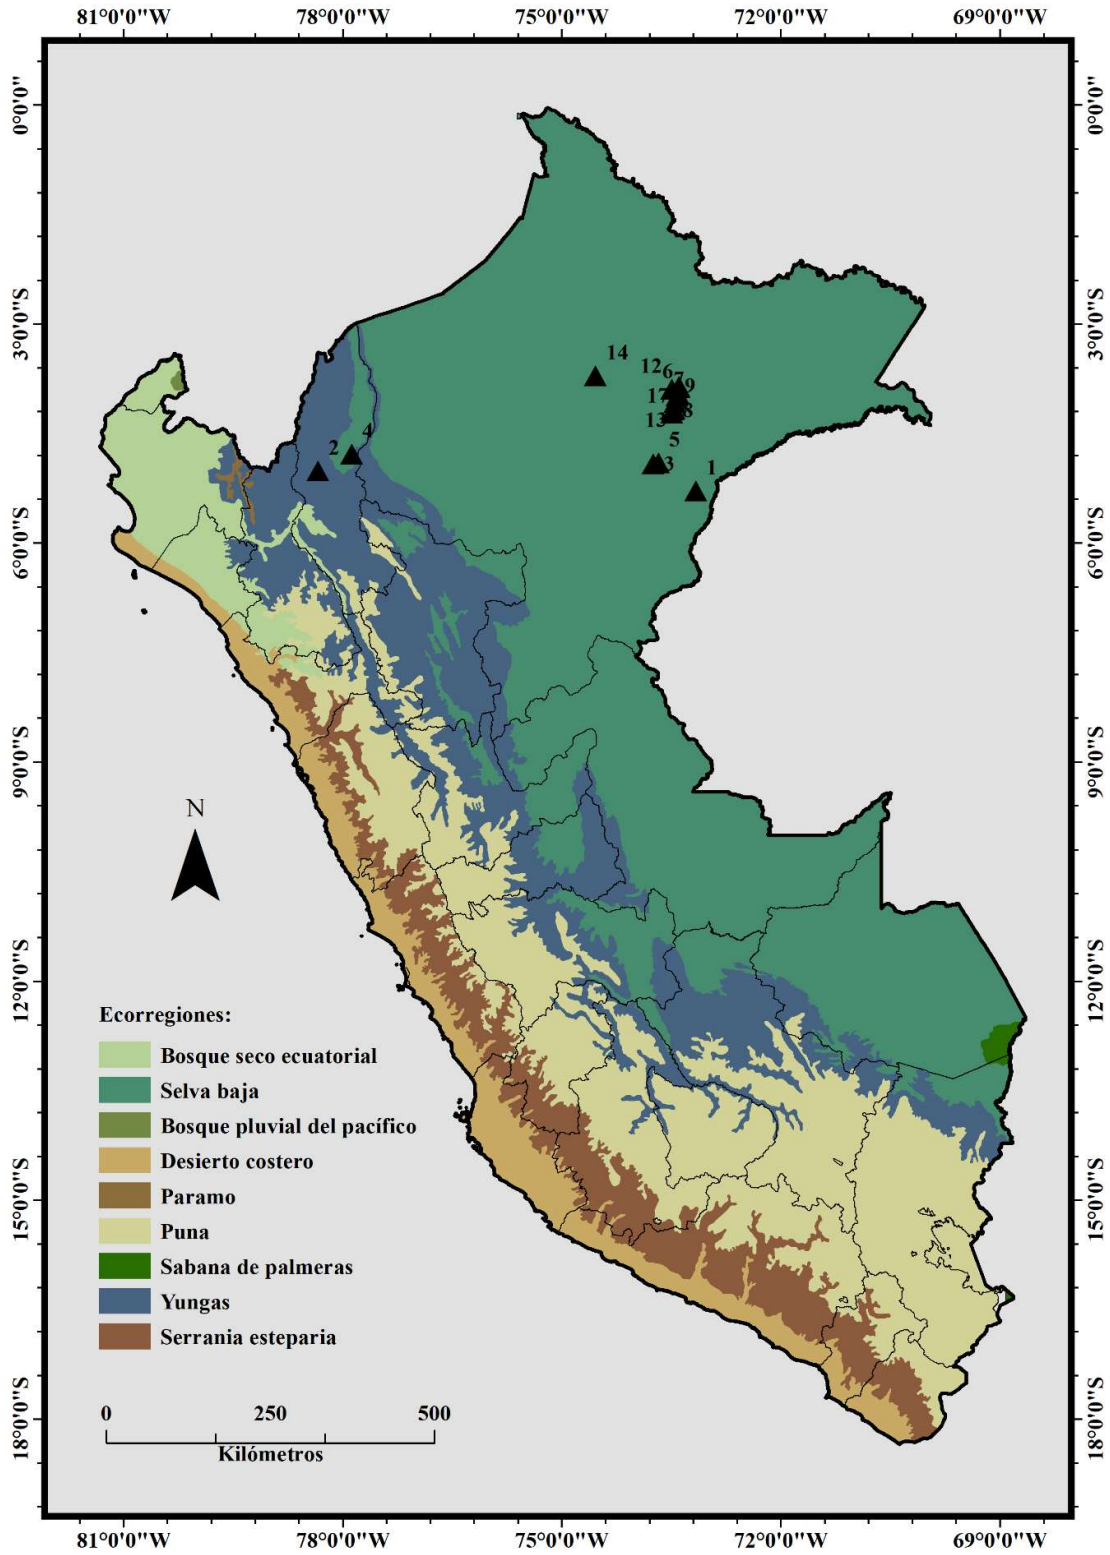 81°0'0"W 78°0'0"W 75°0'0"W 72°0'0"W 69°0'0"W
0°0'0" 0°0'0"
3°0'0"S 3°0'0"S
14 12 6 7 9
17 8
13
5
2 4 3 1
6°0'0"S 6°0'0"S
9°0'0"S 9°0'0"S
N
12°0'0"S 12°0'0"S
Ecorregiones:
Bosque seco ecuatorial
Selva baja
Bosque pluvial del pacífico
Desierto costero
Paramo
Puna
Sabana de palmeras
Yungas
Serrania esteparia
15°0'0"S 15°0'0"S
0 250 500
Kilómetros
18°0'0"S 18°0'0"S
81°0'0"W 78°0'0"W 75°0'0"W 72°0'0"W 69°0'0"W